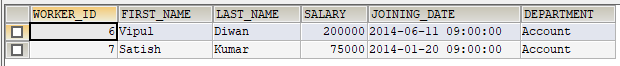 WORKER_ID FIRST_NAME LAST_NAME SALARY JOINING_DATE DEPARTMENT
6 Vipul Diwan 200000 2014-06-11 09:00:00 Account
7 Satish Kumar 75000 2014-01-20 09:00:00 Account